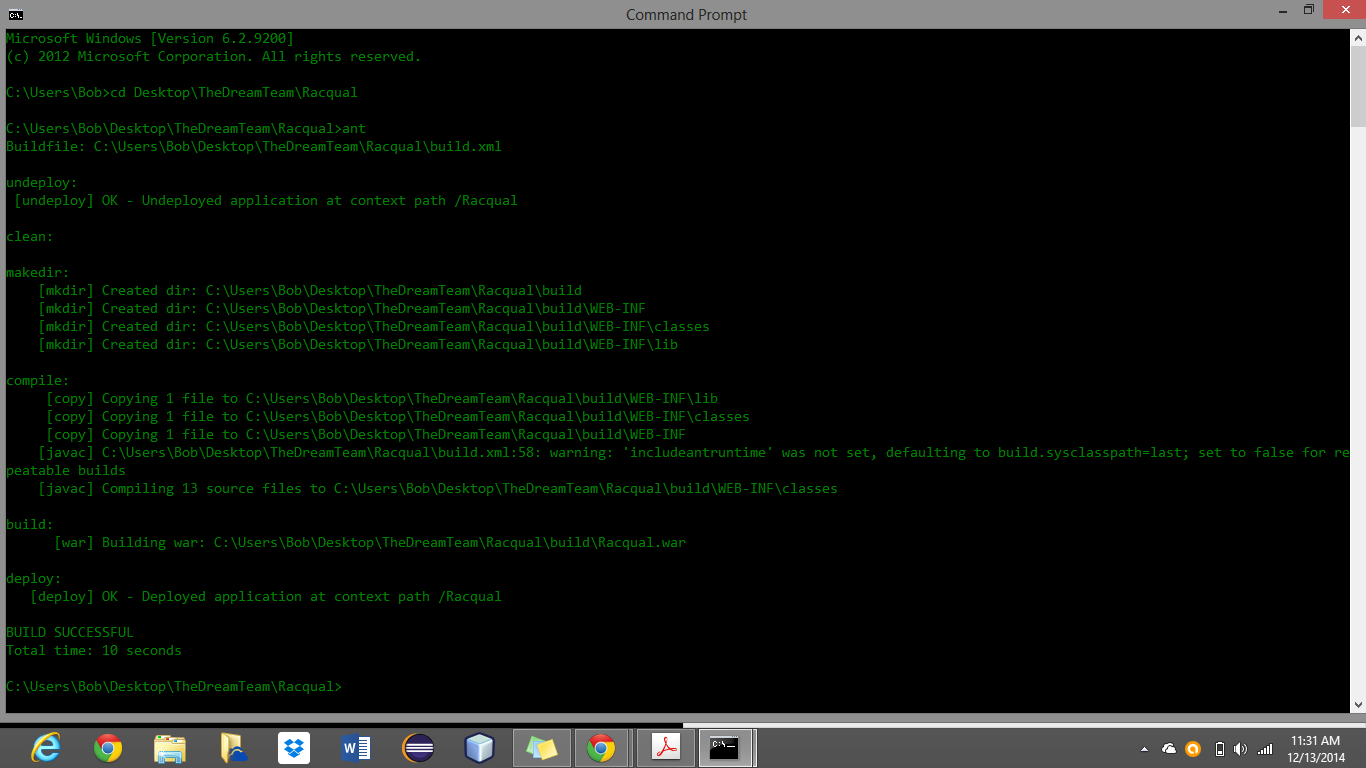 Command Prompt
Microsoft Windows [Version 6.2.9200]
(c) 2012 Microsoft Corporation. All rights reserved.
C:\Users\Bob>cd Desktop\TheDreamTeam\Racqual
C:\Users\Bob\Desktop\TheDreamTeam\Racqual>ant
Buildfile: C:\Users\Bob\Desktop\TheDreamTeam\Racqual\build.xml
undeploy:
[undeploy] OK - Undeployed application at context path /Racqual
clean:
makedir:
[mkdir] Created dir: C:\Users\Bob\Desktop\TheDreamTeam\Racqual\build
[mkdir] Created dir: C:\Users\Bob\Desktop\TheDreamTeam\Racqual\build\WEB-INF
[mkdir] Created dir: C:\Users\Bob\Desktop\TheDreamTeam\Racqual\build\WEB-INF\classes
[mkdir] Created dir: C:\Users\Bob\Desktop\TheDreamTeam\Racqual\build\WEB-INF\lib
compile:
[copy] Copying 1 file to C:\Users\Bob\Desktop\TheDreamTeam\Racqual\build\WEB-INF\lib
[copy] Copying 1 file to C:\Users\Bob\Desktop\TheDreamTeam\Racqual\build\WEB-INF\classes
[copy] Copying 1 file to C:\Users\Bob\Desktop\TheDreamTeam\Racqual\build\WEB-INF
[javac] C:\Users\Bob\Desktop\TheDreamTeam\Racqual\build.xml:58: warning: 'includeantruntime' was not set, defaulting to build.sysclasspath=last; set to false for re
peatable builds
[javac] Compiling 13 source files to C:\Users\Bob\Desktop\TheDreamTeam\Racqual\build\WEB-INF\classes
build:
[war] Building war: C:\Users\Bob\Desktop\TheDreamTeam\Racqual\build\Racqual.war
deploy:
[deploy] OK - Deployed application at context path /Racqual
BUILD SUCCESSFUL
Total time: 10 seconds
C:\Users\Bob\Desktop\TheDreamTeam\Racqual>
11:31 AM
12/13/2014